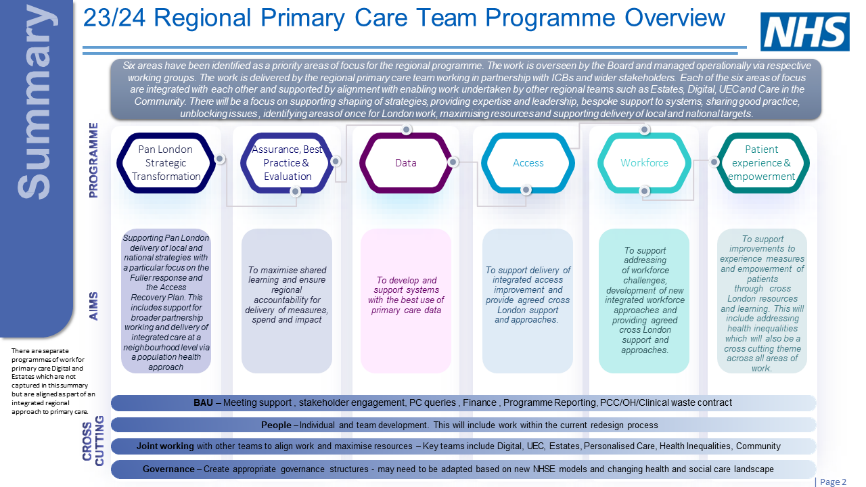 Summary
23/24 Regional Primary Care Team Programme Overview
NHS
Six areas have been identified as a priority areas of focus for the regional programme. The work is overseen by the Board and managed operationally via respective
working groups. The work is delivered by the regional primary care team working in partnership with ICBs and wider stakeholders. Each of the six areas of focus
are integrated with each other and supported by alignment with enabling work undertaken by other regional teams such as Estates, Digital, UEC and Care in the
Community. There will be a focus on supporting shaping of strategies, providing expertise and leadership, bespoke support to systems, sharing good practice,
unblocking issues, identifying areas of once for London work, maximising resources and supporting delivery of local and national targets.
PROGRAMME
Pan London
Strategic
Transformation
Assurance, Best
Practice &
Evaluation
Data
Access
Workforce
Patient
experience &
empowerment
AIMS
Supporting Pan London
delivery of local and
national strategies with
a particular focus on the
Fuller response and
the Access
Recovery Plan. This
includes support for
broader partnership
working and delivery of
integrated care at a
neighbourhood level via
a population health
approach
To maximise shared
learning and ensure
regional
accountability for
delivery of measures,
spend and impact
To develop and
support systems
with the best use of
primary care data
To support delivery of
integrated access
improvement and
provide agreed cross
London support
and approaches.
To support
addressing
of workforce
challenges,
development of new
integrated workforce
approaches and
providing agreed
cross London
support and
approaches.
To support
improvements to
experience measures
and empowerment of
patients
through cross
London resources
and learning. This will
include addressing
health inequalities
which will also be a
cross cutting theme
across all areas of
work.
There are separate
programmes of work for
primary care Digital and
Estates which are not
captured in this summary
but are aligned as part of an
integrated regional
approach to primary care.
CROSS
CUTTING
BAU – Meeting support , stakeholder engagement, PC queries , Finance , Programme Reporting, PCC/OH/Clinical waste contract
People –Individual and team development. This will include work within the current redesign process
Joint working with other teams to align work and maximise resources – Key teams include Digital, UEC, Estates, Personalised Care, Health Inequalities, Community
Governance – Create appropriate governance structures - may need to be adapted based on new NHSE models and changing health and social care landscape
| Page 2